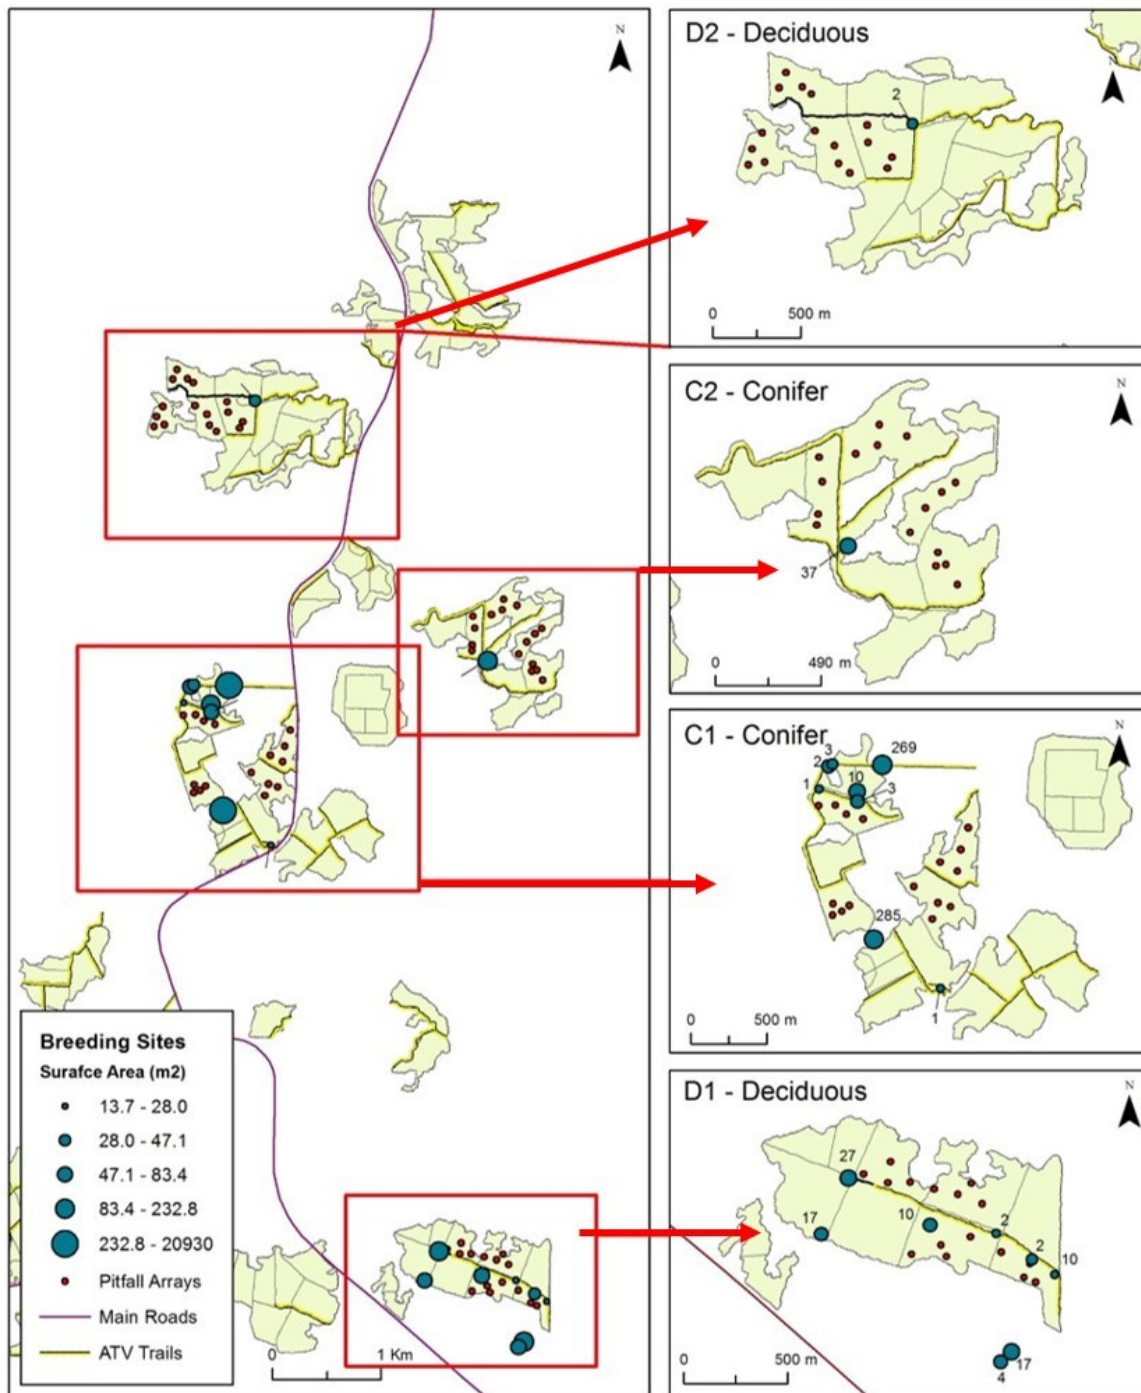 N
Breeding Sites
Surafce Area (m2)
13.7 - 28.0
28.0 - 47.1
47.1 - 83.4
83.4 - 232.8
232.8 - 20930
Pitfall Arrays
Main Roads
ATV Trails
0 1 Km
D2 - Deciduous
N
2
0 500 m
C2 - Conifer
N
37
0 490 m
C1 - Conifer
N
3
2
269
10
1
3
285
1
0 500 m
D1 - Deciduous
N
27
17
10
2
2
10
17
4
0 500 m